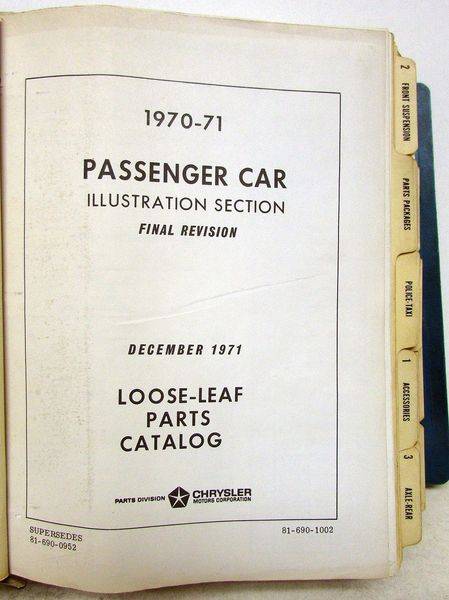 1970-71
PASSENGER CAR
ILLUSTRATION SECTION
FINAL REVISION
DECEMBER 1971
LOOSE-LEAF
PARTS
CATALOG
PARTS DIVISION
CHRYSLER
MOTORS CORPORATION
SUPERSEDES
81-690-0952
81-690-1002
2 FRONT SUSPENSION
PARTS PACKAGES
POLICE-TAXI
1 ACCESSORIES
3 AXLE-REAR